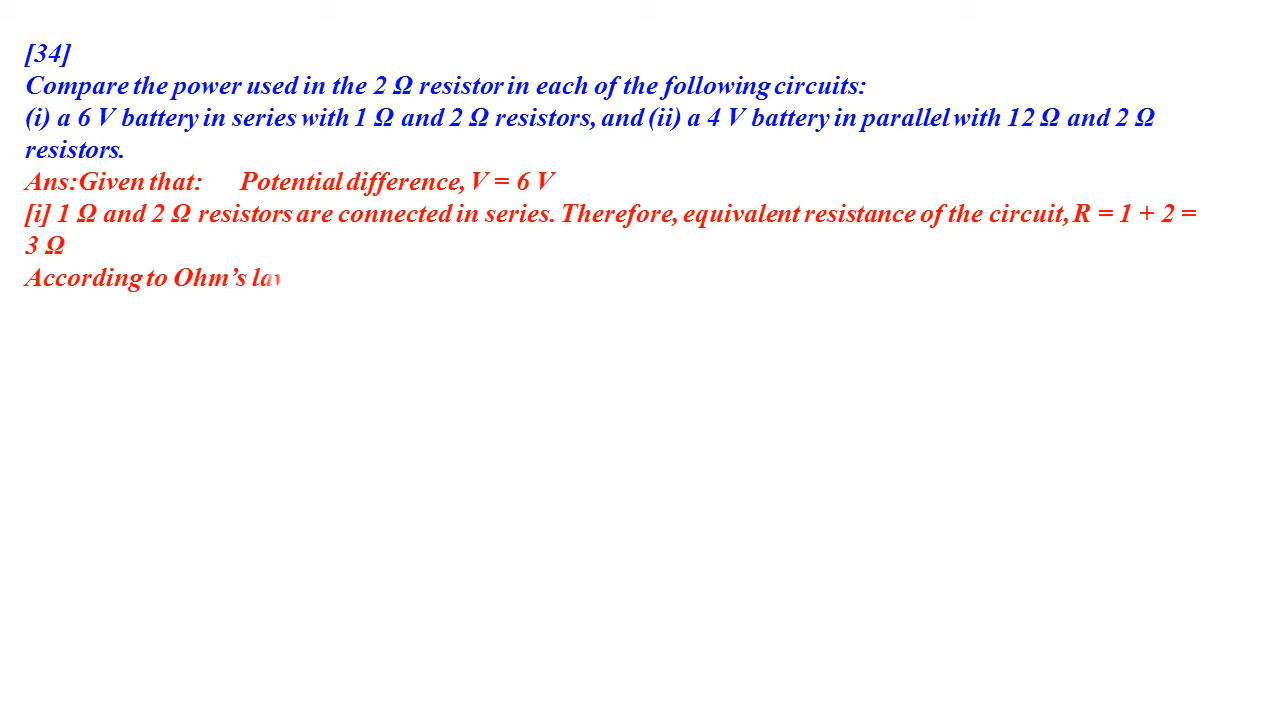 [34]
Compare the power used in the 2 Ω resistor in each of the following circuits:
(i) a 6 V battery in series with 1 Ω and 2 Ω resistors, and (ii) a 4 V battery in parallel with 12 Ω and 2 Ω
resistors.
Ans:Given that: Potential difference, V = 6 V
[i] 1 Ω and 2 Ω resistors are connected in series. Therefore, equivalent resistance of the circuit, R = 1 + 2 =
3 Ω
According to Ohm’s